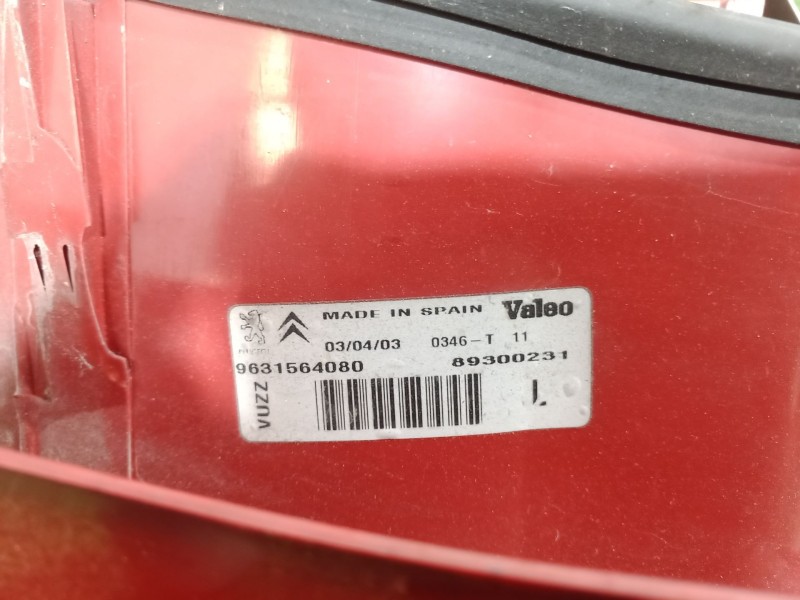 MADE IN SPAIN Valeo
03/04/03 0346-T 11
9631564080 89300231
VUZZ
L